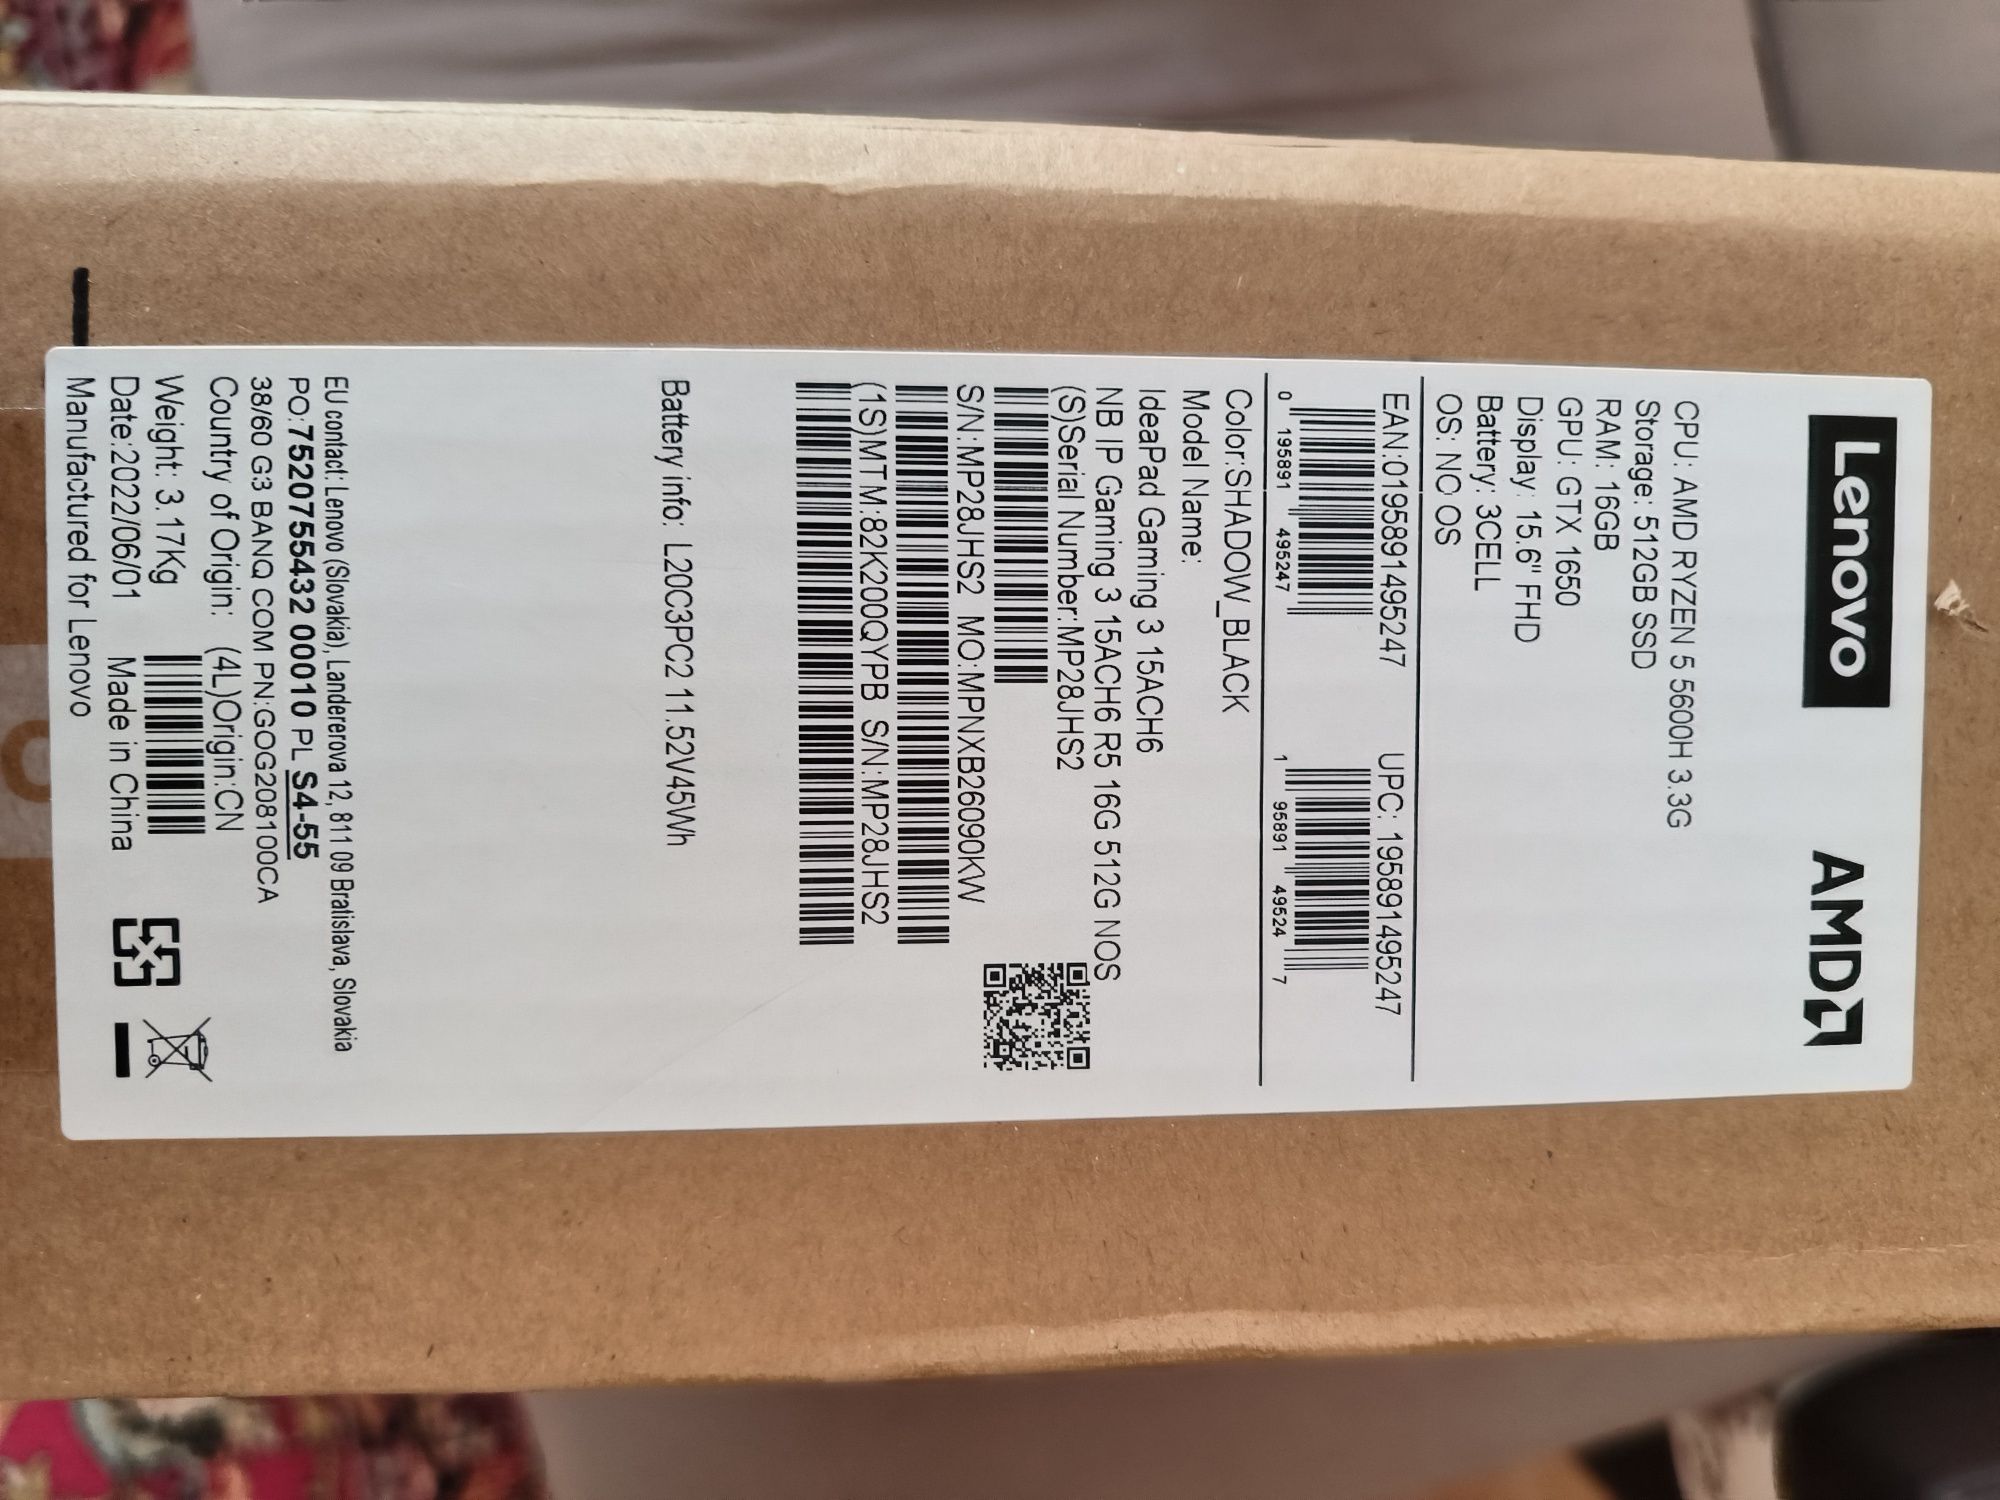 Lenovo AMD
CPU: AMD RYZEN 5 5600H 3.3G
Storage: 512GB SSD
RAM: 16GB
GPU: GTX 1650
Display: 15.6" FHD
Battery: 3CELL
OS: NO OS
EAN:0195891495247 UPC: 195891495247
0 195891 495247 1 95891 49524 7
Color:SHADOW_BLACK
Model Name:
IdeaPad Gaming 3 15ACH6
NB IP Gaming 3 15ACH6 R5 16G 512G NOS
(S)Serial Number:MP28JHS2
S/N:MP28JHS2 MO:MPNXB26090KW
(1S)MTM:82K200QYPB S/N:MP28JHS2
Battery info: L20C3PC2 11.52V45Wh
EU contact: Lenovo (Slovakia), Landererova 12, 811 09 Bratislava, Slovakia
PO:7520755432 00010 PL S4-55
38/60 G3 BANQ COM PN:GOG208100CA
Country of Origin: (4L)Origin:CN
Weight: 3.17Kg
Date:2022/06/01 Made in China
Manufactured for Lenovo